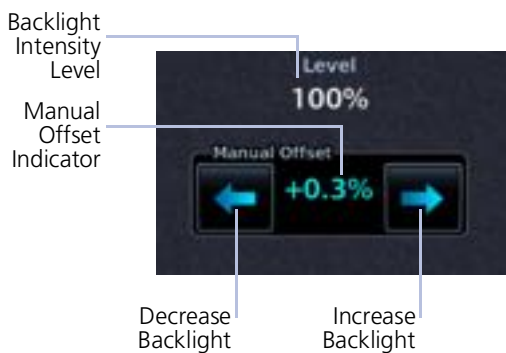 Backlight
Intensity
Level
Level
100%
Manual
Offset
Indicator
Manual Offset
+0.3%
Decrease
Backlight
Increase
Backlight